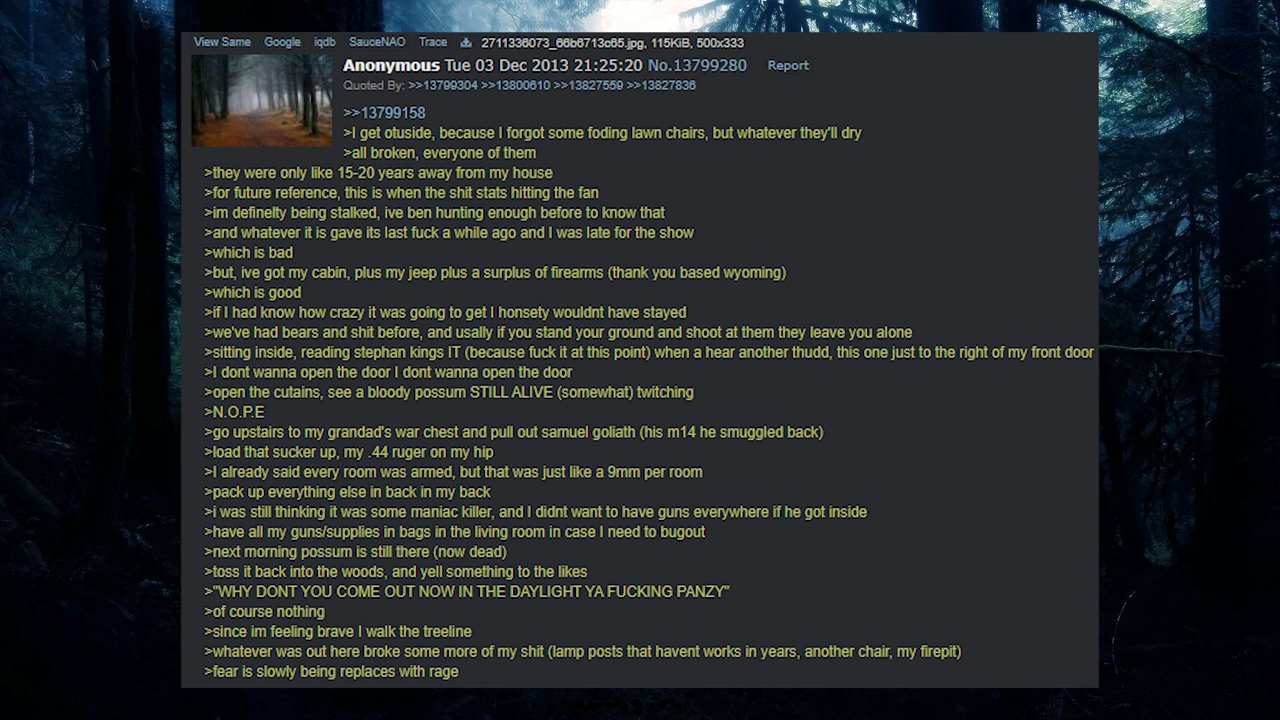 View Same Google iqdb SauceNAO Trace 2711336073_66b6713c65.jpg, 115KiB, 500x333
Anonymous Tue 03 Dec 2013 21:25:20 No.13799280 Report
Quoted By: >>13799304 >>13800610 >>13827559 >>13827836
>>13799158
>I get otuside, because I forgot some foding lawn chairs, but whatever they'll dry
>all broken, everyone of them
>they were only like 15-20 years away from my house
>for future reference, this is when the shit stats hitting the fan
>im definelty being stalked, ive ben hunting enough before to know that
>and whatever it is gave its last fuck a while ago and I was late for the show
>which is bad
>but, ive got my cabin, plus my jeep plus a surplus of firearms (thank you based wyoming)
>which is good
>if I had know how crazy it was going to get I honsety wouldnt have stayed
>we've had bears and shit before, and usally if you stand your ground and shoot at them they leave you alone
>sitting inside, reading stephan kings IT (because fuck it at this point) when a hear another thudd, this one just to the right of my front door
>I dont wanna open the door I dont wanna open the door
>open the cutains, see a bloody possum STILL ALIVE (somewhat) twitching
>N.O.P.E
>go upstairs to my grandad's war chest and pull out samuel goliath (his m14 he smuggled back)
>load that sucker up, my .44 ruger on my hip
>I already said every room was armed, but that was just like a 9mm per room
>pack up everything else in back in my back
>i was still thinking it was some maniac killer, and I didnt want to have guns everywhere if he got inside
>have all my guns/supplies in bags in the living room in case I need to bugout
>next morning possum is still there (now dead)
>toss it back into the woods, and yell something to the likes
>"WHY DONT YOU COME OUT NOW IN THE DAYLIGHT YA FUCKING PANZY"
>of course nothing
>since im feeling brave I walk the treeline
>whatever was out here broke some more of my shit (lamp posts that havent works in years, another chair, my firepit)
>fear is slowly being replaces with rage